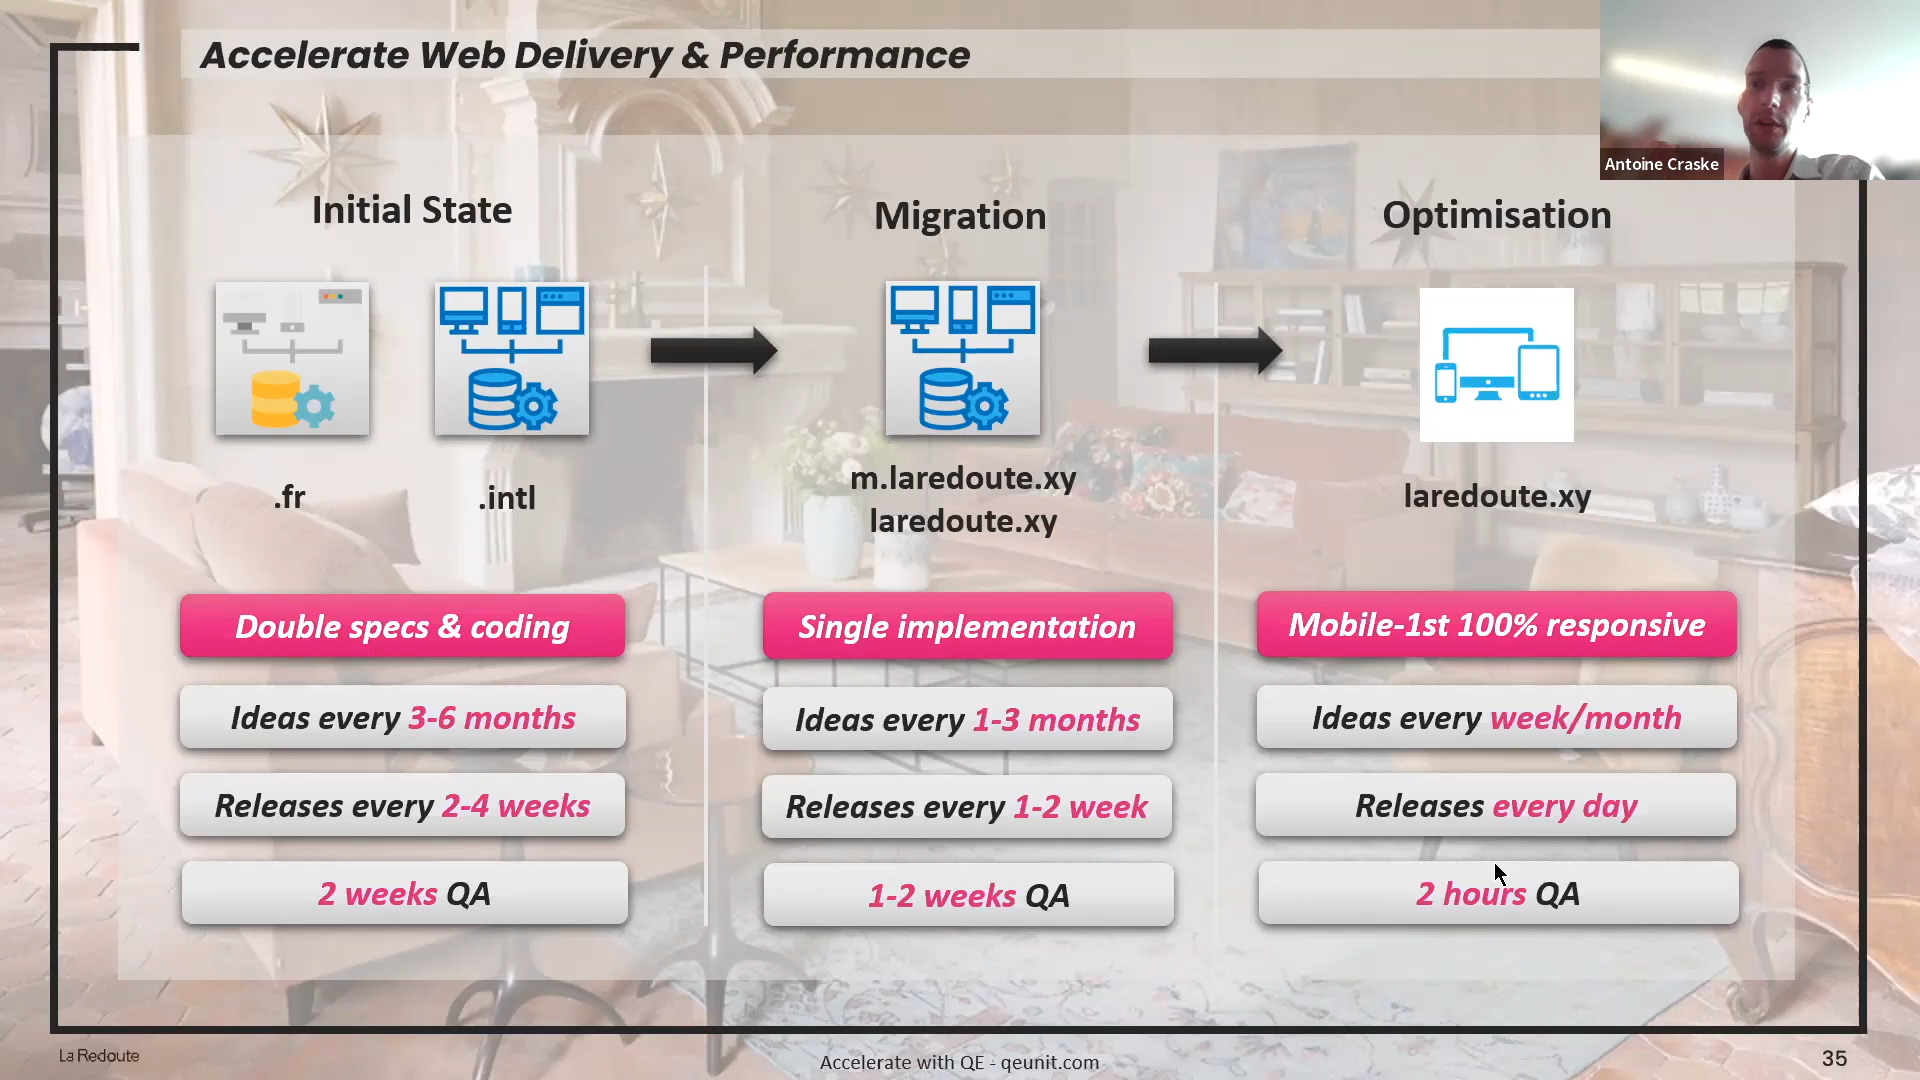 Accelerate Web Delivery & Performance
Antoine Craske
Initial State
Migration
Optimisation
.fr
.intl
m.laredoute.xy
laredoute.xy
laredoute.xy
Double specs & coding
Single implementation
Mobile-1st 100% responsive
Ideas every 3-6 months
Ideas every 1-3 months
Ideas every week/month
Releases every 2-4 weeks
Releases every 1-2 week
Releases every day
2 weeks QA
1-2 weeks QA
2 hours QA
La Redoute
Accelerate with QE - qeunit.com
35